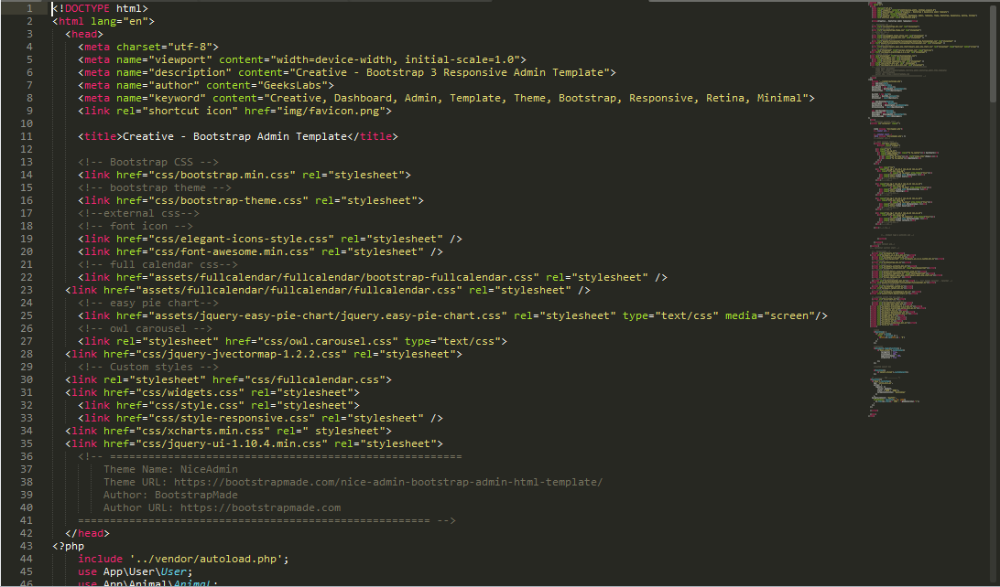 1 <!DOCTYPE html>
2 <html lang="en">
3 <head>
4 <meta charset="utf-8">
5 <meta name="viewport" content="width=device-width, initial-scale=1.0">
6 <meta name="description" content="Creative - Bootstrap 3 Responsive Admin Template">
7 <meta name="author" content="GeeksLabs">
8 <meta name="keyword" content="Creative, Dashboard, Admin, Template, Theme, Bootstrap, Responsive, Retina, Minimal">
9 <link rel="shortcut icon" href="img/favicon.png">
10
11 <title>Creative - Bootstrap Admin Template</title>
12
13 <!-- Bootstrap CSS -->
14 <link href="css/bootstrap.min.css" rel="stylesheet">
15 <!-- bootstrap theme -->
16 <link href="css/bootstrap-theme.css" rel="stylesheet">
17 <!--external css-->
18 <!-- font icon -->
19 <link href="css/elegant-icons-style.css" rel="stylesheet" />
20 <link href="css/font-awesome.min.css" rel="stylesheet" />
21 <!-- full calendar css-->
22 <link href="assets/fullcalendar/fullcalendar/bootstrap-fullcalendar.css" rel="stylesheet" />
23 <link href="assets/fullcalendar/fullcalendar/fullcalendar.css" rel="stylesheet" />
24 <!-- easy pie chart-->
25 <link href="assets/jquery-easy-pie-chart/jquery.easy-pie-chart.css" rel="stylesheet" type="text/css" media="screen"/>
26 <!-- owl carousel -->
27 <link rel="stylesheet" href="css/owl.carousel.css" type="text/css">
28 <link href="css/jquery-jvectormap-1.2.2.css" rel="stylesheet">
29 <!-- Custom styles -->
30 <link rel="stylesheet" href="css/fullcalendar.css">
31 <link href="css/widgets.css" rel="stylesheet">
32 <link href="css/style.css" rel="stylesheet">
33 <link href="css/style-responsive.css" rel="stylesheet" />
34 <link href="css/xcharts.min.css" rel=" stylesheet">
35 <link href="css/jquery-ui-1.10.4.min.css" rel="stylesheet">
36 <!-- =======================================================
37 Theme Name: NiceAdmin
38 Theme URL: https://bootstrapmade.com/nice-admin-bootstrap-admin-html-template/
39 Author: BootstrapMade
40 Author URL: https://bootstrapmade.com
41 ======================================================= -->
42 </head>
43 <?php
44 include '../vendor/autoload.php';
45 use App\User\User;
46 use App\Animal\Animal;